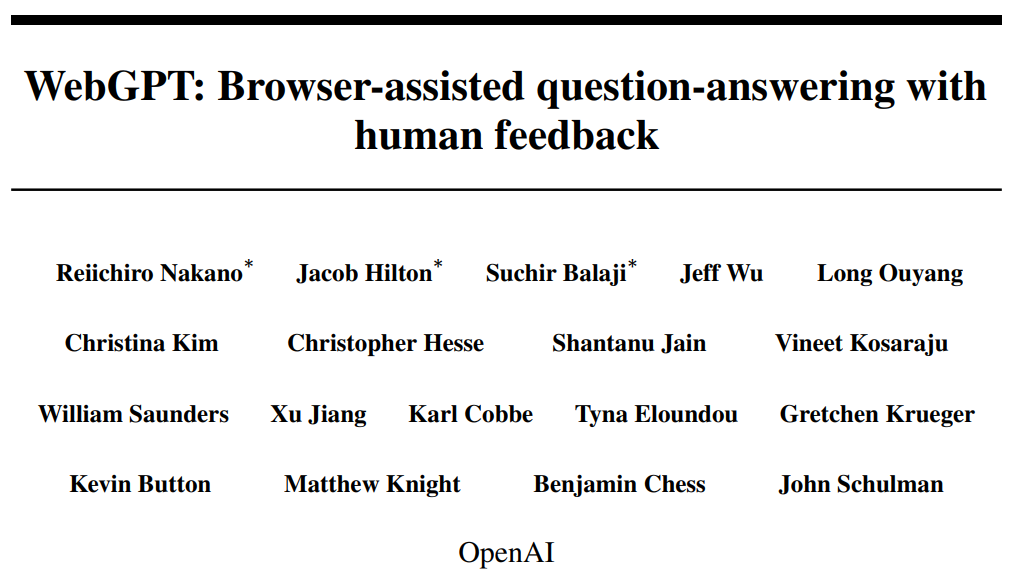 WebGPT: Browser-assisted question-answering with
human feedback
Reiichiro Nakano* Jacob Hilton* Suchir Balaji* Jeff Wu Long Ouyang
Christina Kim Christopher Hesse Shantanu Jain Vineet Kosaraju
William Saunders Xu Jiang Karl Cobbe Tyna Eloundou Gretchen Krueger
Kevin Button Matthew Knight Benjamin Chess John Schulman
OpenAI